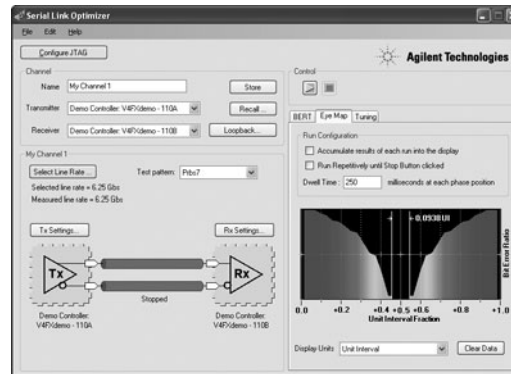 Serial Link Optimizer
File Edit Help
Configure JTAG
Agilent Technologies
Channel
Name My Channel 1 Store
Transmitter Demo Controller: V4FXdemo - 110A Recall...
Receiver Demo Controller: V4FXdemo - 110B Loopback...
Control
BERT Eye Map Tuning
Run Configuration
Accumulate results of each run into the display
Run Repetitively until Stop Button clicked
Dwell Time: 250 milliseconds at each phase position
My Channel 1
Select Line Rate ... Test pattern: Prbs7
Selected line rate = 6.25 Gbs
Measured line rate = 6.25 Gbs
Tx Settings... Rx Settings...
Tx Rx
Stopped
Demo Controller: V4FXdemo - 110A
Demo Controller: V4FXdemo - 110B
0.0938 UI
Bit Error Ratio
0.0 +0.2 +0.4 +0.5 +0.6 +0.8 +1.0
Unit Interval Fraction
Display Units Unit Interval Clear Data